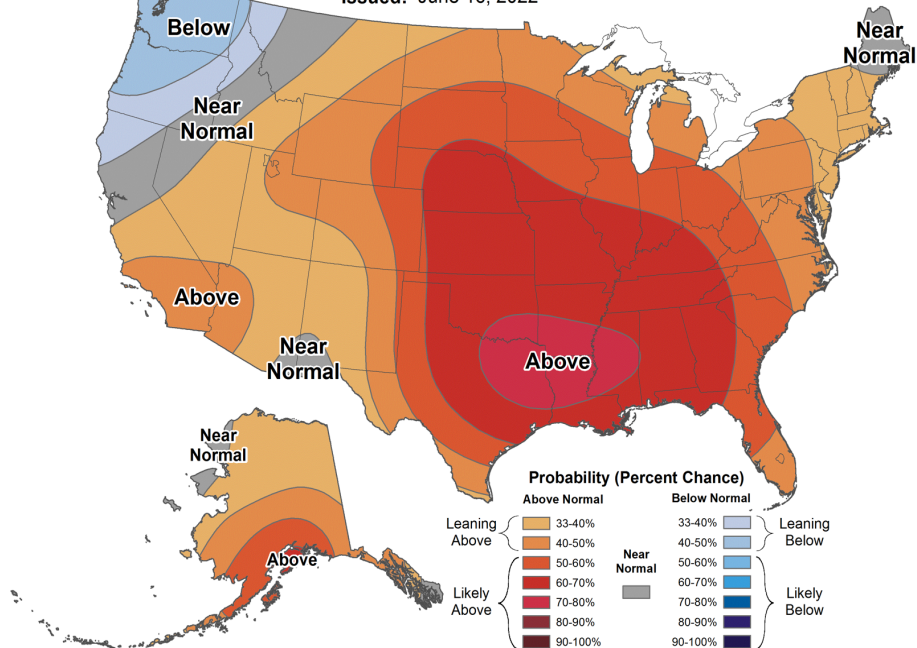 Below
Near
Normal
Near
Normal
Above
Near
Normal
Above
Near
Normal
Above
Probability (Percent Chance)
Above Normal
Below Normal
Leaning
Above
33-40%
40-50%
Likely
Above
50-60%
60-70%
70-80%
80-90%
90-100%
Near
Normal
33-40%
40-50%
Leaning
Below
50-60%
60-70%
70-80%
80-90%
90-100%
Likely
Below